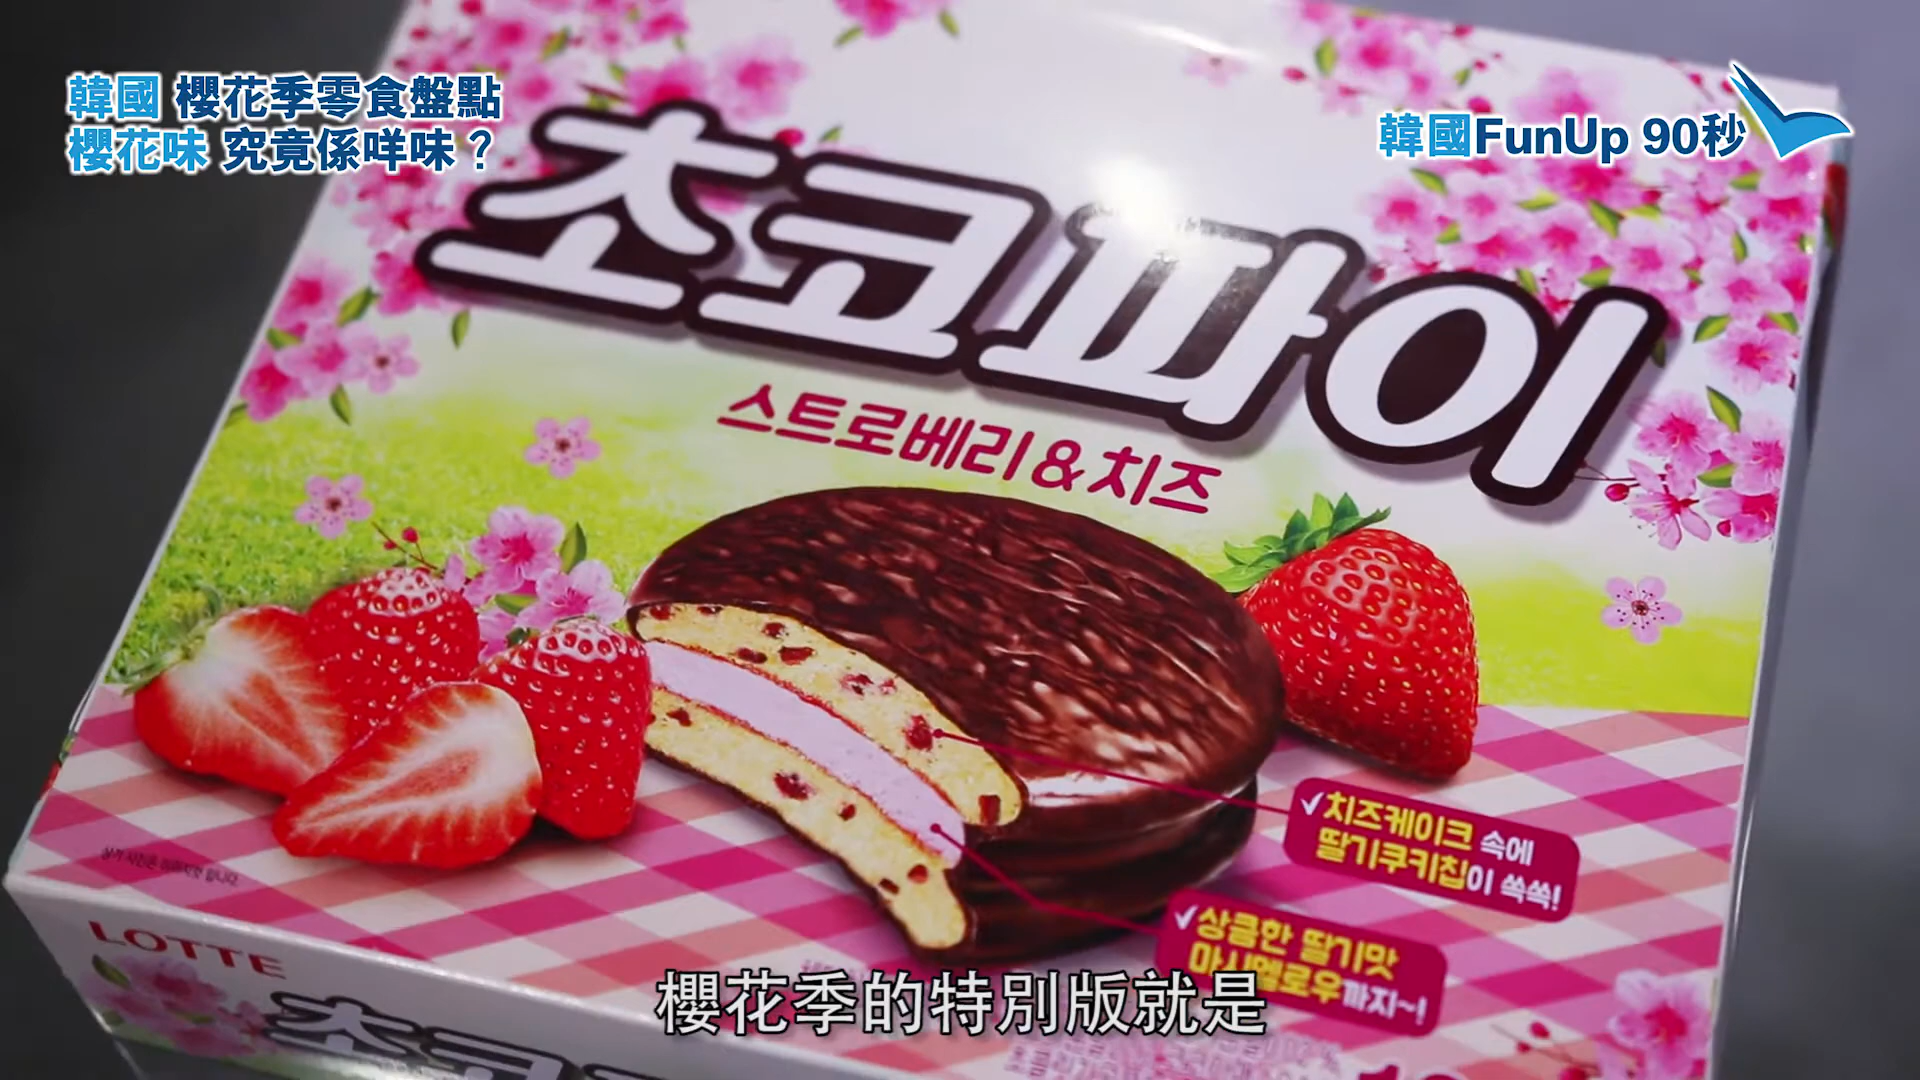 韓國 櫻花季零食盤點
櫻花味 究竟係咩味？
韓國FunUp 90秒
초코파이
스트로베리&치즈
✓치즈케이크 속에
딸기쿠키칩이 쏙쏙!
✓상큼한 딸기맛
마시멜로우까지~!
LOTTE
櫻花季的特別版就是